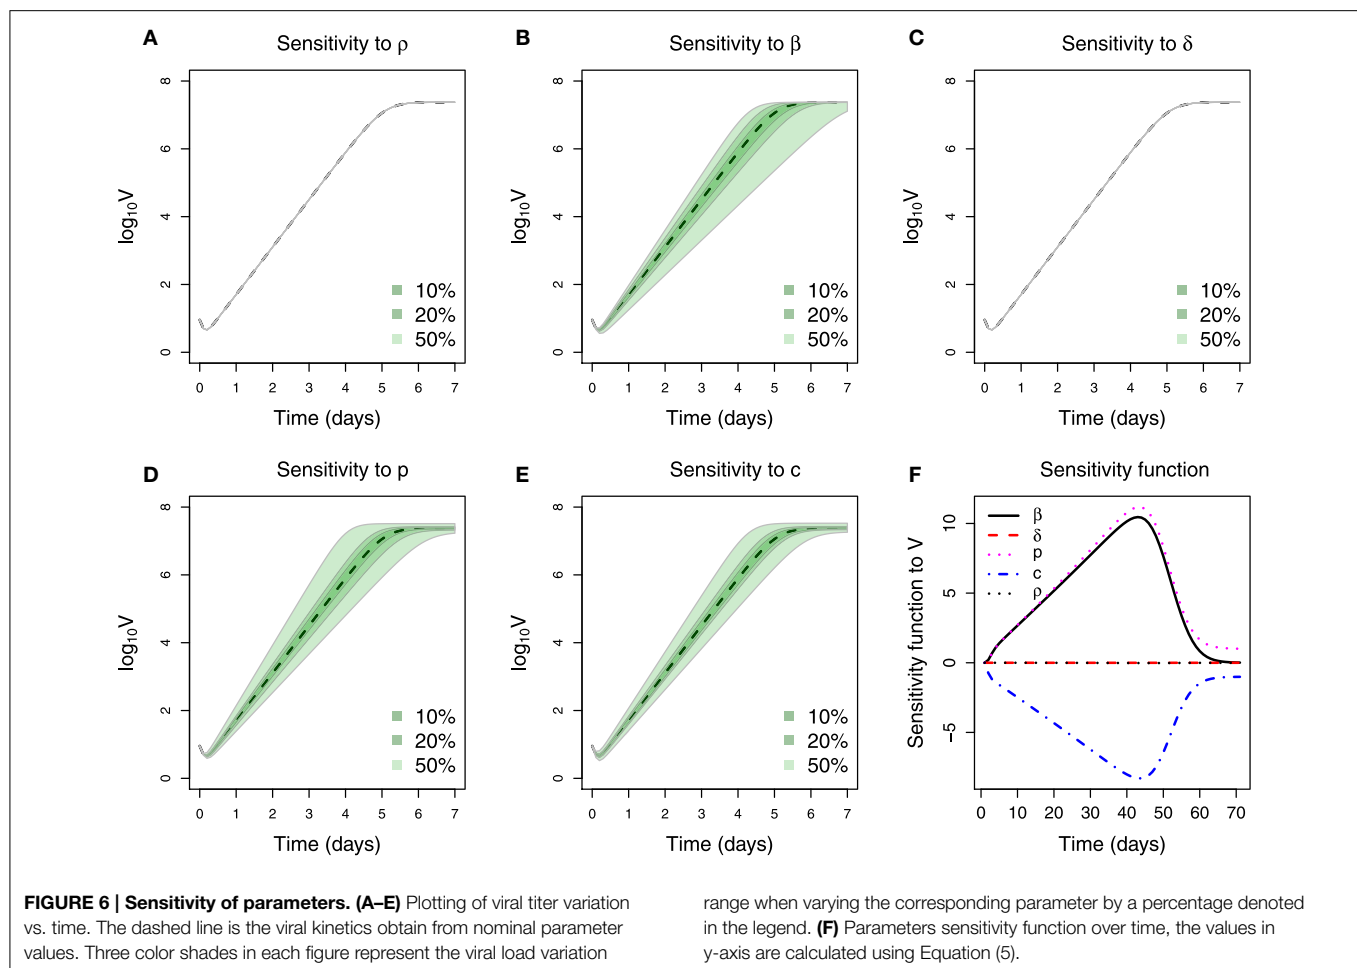 A Sensitivity to ρ
log₁₀V
8
6
4
2
0
10%
20%
50%
0 1 2 3 4 5 6 7
Time (days)
B Sensitivity to β
log₁₀V
8
6
4
2
0
10%
20%
50%
0 1 2 3 4 5 6 7
Time (days)
C Sensitivity to δ
log₁₀V
8
6
4
2
0
10%
20%
50%
0 1 2 3 4 5 6 7
Time (days)
D Sensitivity to p
log₁₀V
8
6
4
2
0
10%
20%
50%
0 1 2 3 4 5 6 7
Time (days)
E Sensitivity to c
log₁₀V
8
6
4
2
0
10%
20%
50%
0 1 2 3 4 5 6 7
Time (days)
F Sensitivity function
Sensitivity function to V
10
5
0
−5
β
δ
p
c
ρ
0 10 20 30 40 50 60 70
Time (days)
FIGURE 6 | Sensitivity of parameters. (A–E) Plotting of viral titer variation
vs. time. The dashed line is the viral kinetics obtain from nominal parameter
values. Three color shades in each figure represent the viral load variation
range when varying the corresponding parameter by a percentage denoted
in the legend. (F) Parameters sensitivity function over time, the values in
y-axis are calculated using Equation (5).